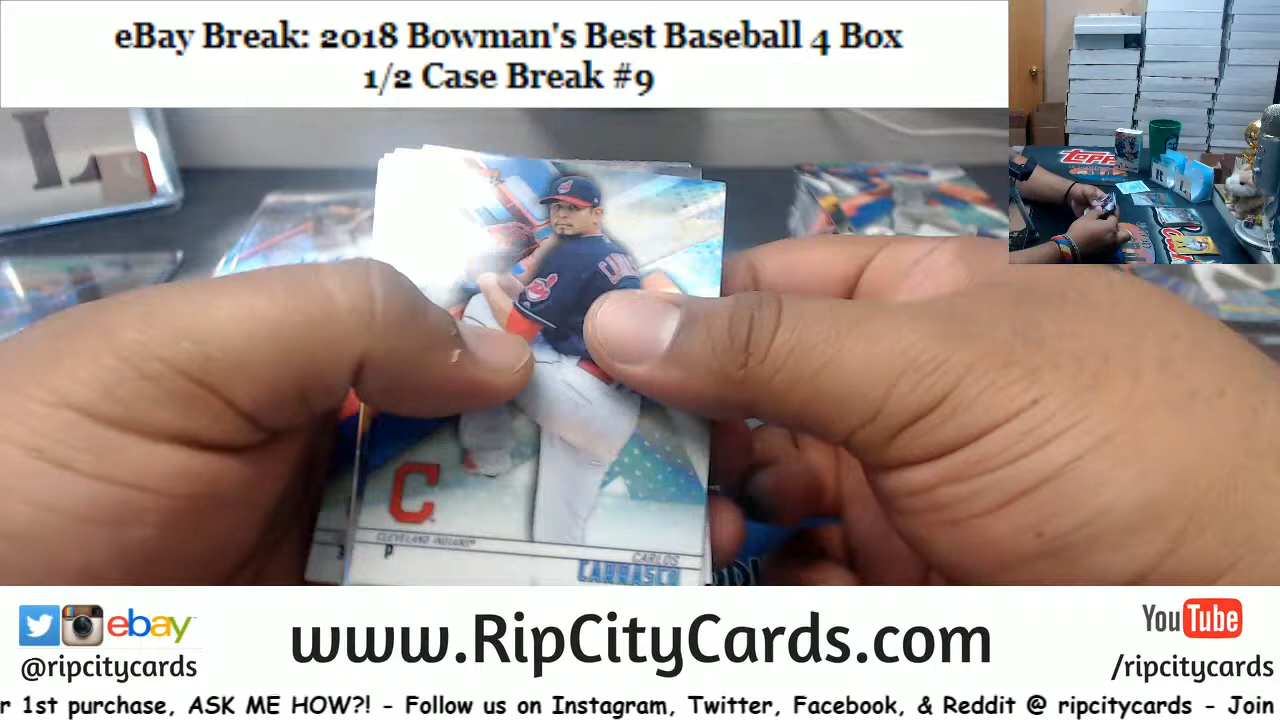 eBay Break: 2018 Bowman's Best Baseball 4 Box
1/2 Case Break #9
TOPPS
C
CLEVELAND INDIANS
P
CARLOS
CARRASCO
ebay
@ripcitycards
www.RipCityCards.com
YouTube
/ripcitycards
r 1st purchase, ASK ME HOW?! - Follow us on Instagram, Twitter, Facebook, & Reddit @ ripcitycards - Join